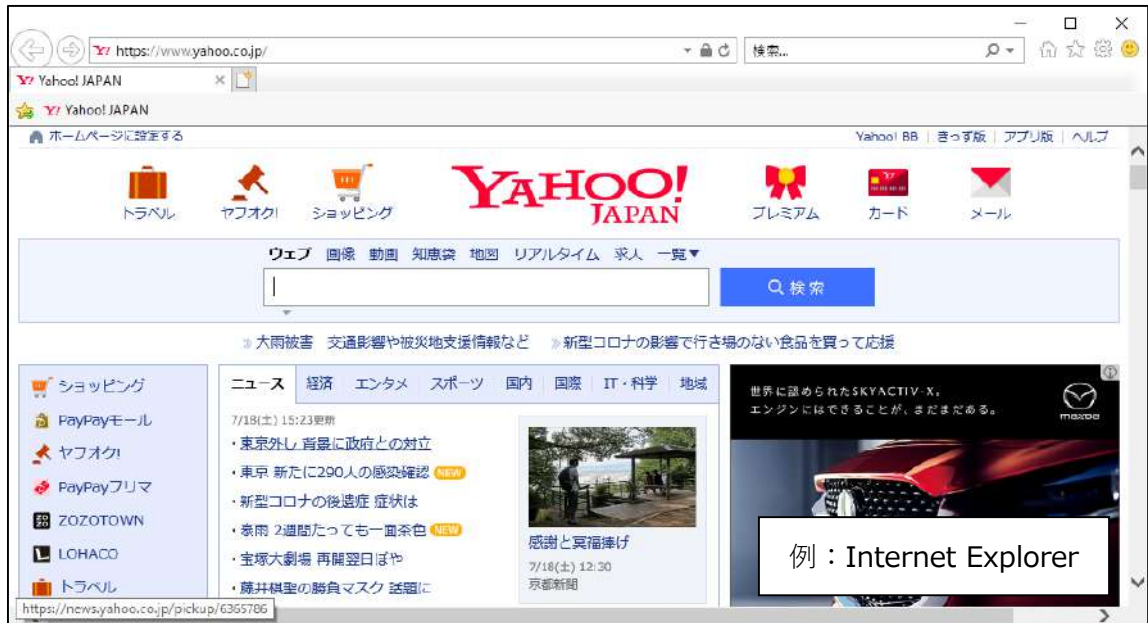 https://www.yahoo.co.jp/
検索...
Yahoo! JAPAN
Yahoo! JAPAN
ホームページに設定する
Yahoo! BB きっず版 アプリ版 ヘルプ
トラベル ヤフオク! ショッピング YAHOO! JAPAN プレミアム カード メール
ウェブ 画像 動画 知恵袋 地図 リアルタイム 求人 一覧▼
検索
大雨被害 交通影響や被災地支援情報など 新型コロナの影響で行き場のない食品を買って応援
ショッピング
PayPayモール
ヤフオク!
PayPayフリマ
ZOZOTOWN
LOHACO
トラベル
https://news.yahoo.co.jp/pickup/6365786
ニュース 経済 エンタメ スポーツ 国内 国際 IT・科学 地域
7/18(土) 15:23更新
・東京外し 背景に政府との対立
・東京 新たに290人の感染確認 NEW
・新型コロナの後遺症 症状は
・豪雨 2週間たっても一面茶色 NEW
・宝塚大劇場 再開翌日ぼや
・藤井棋聖の勝負マスク 話題に
感謝と冥福捧げ
7/18(土) 12:30
京都新聞
世界に認められたSKYACTIV-X。
エンジンにはできることが、まだまだある。
mazda
例：Internet Explorer